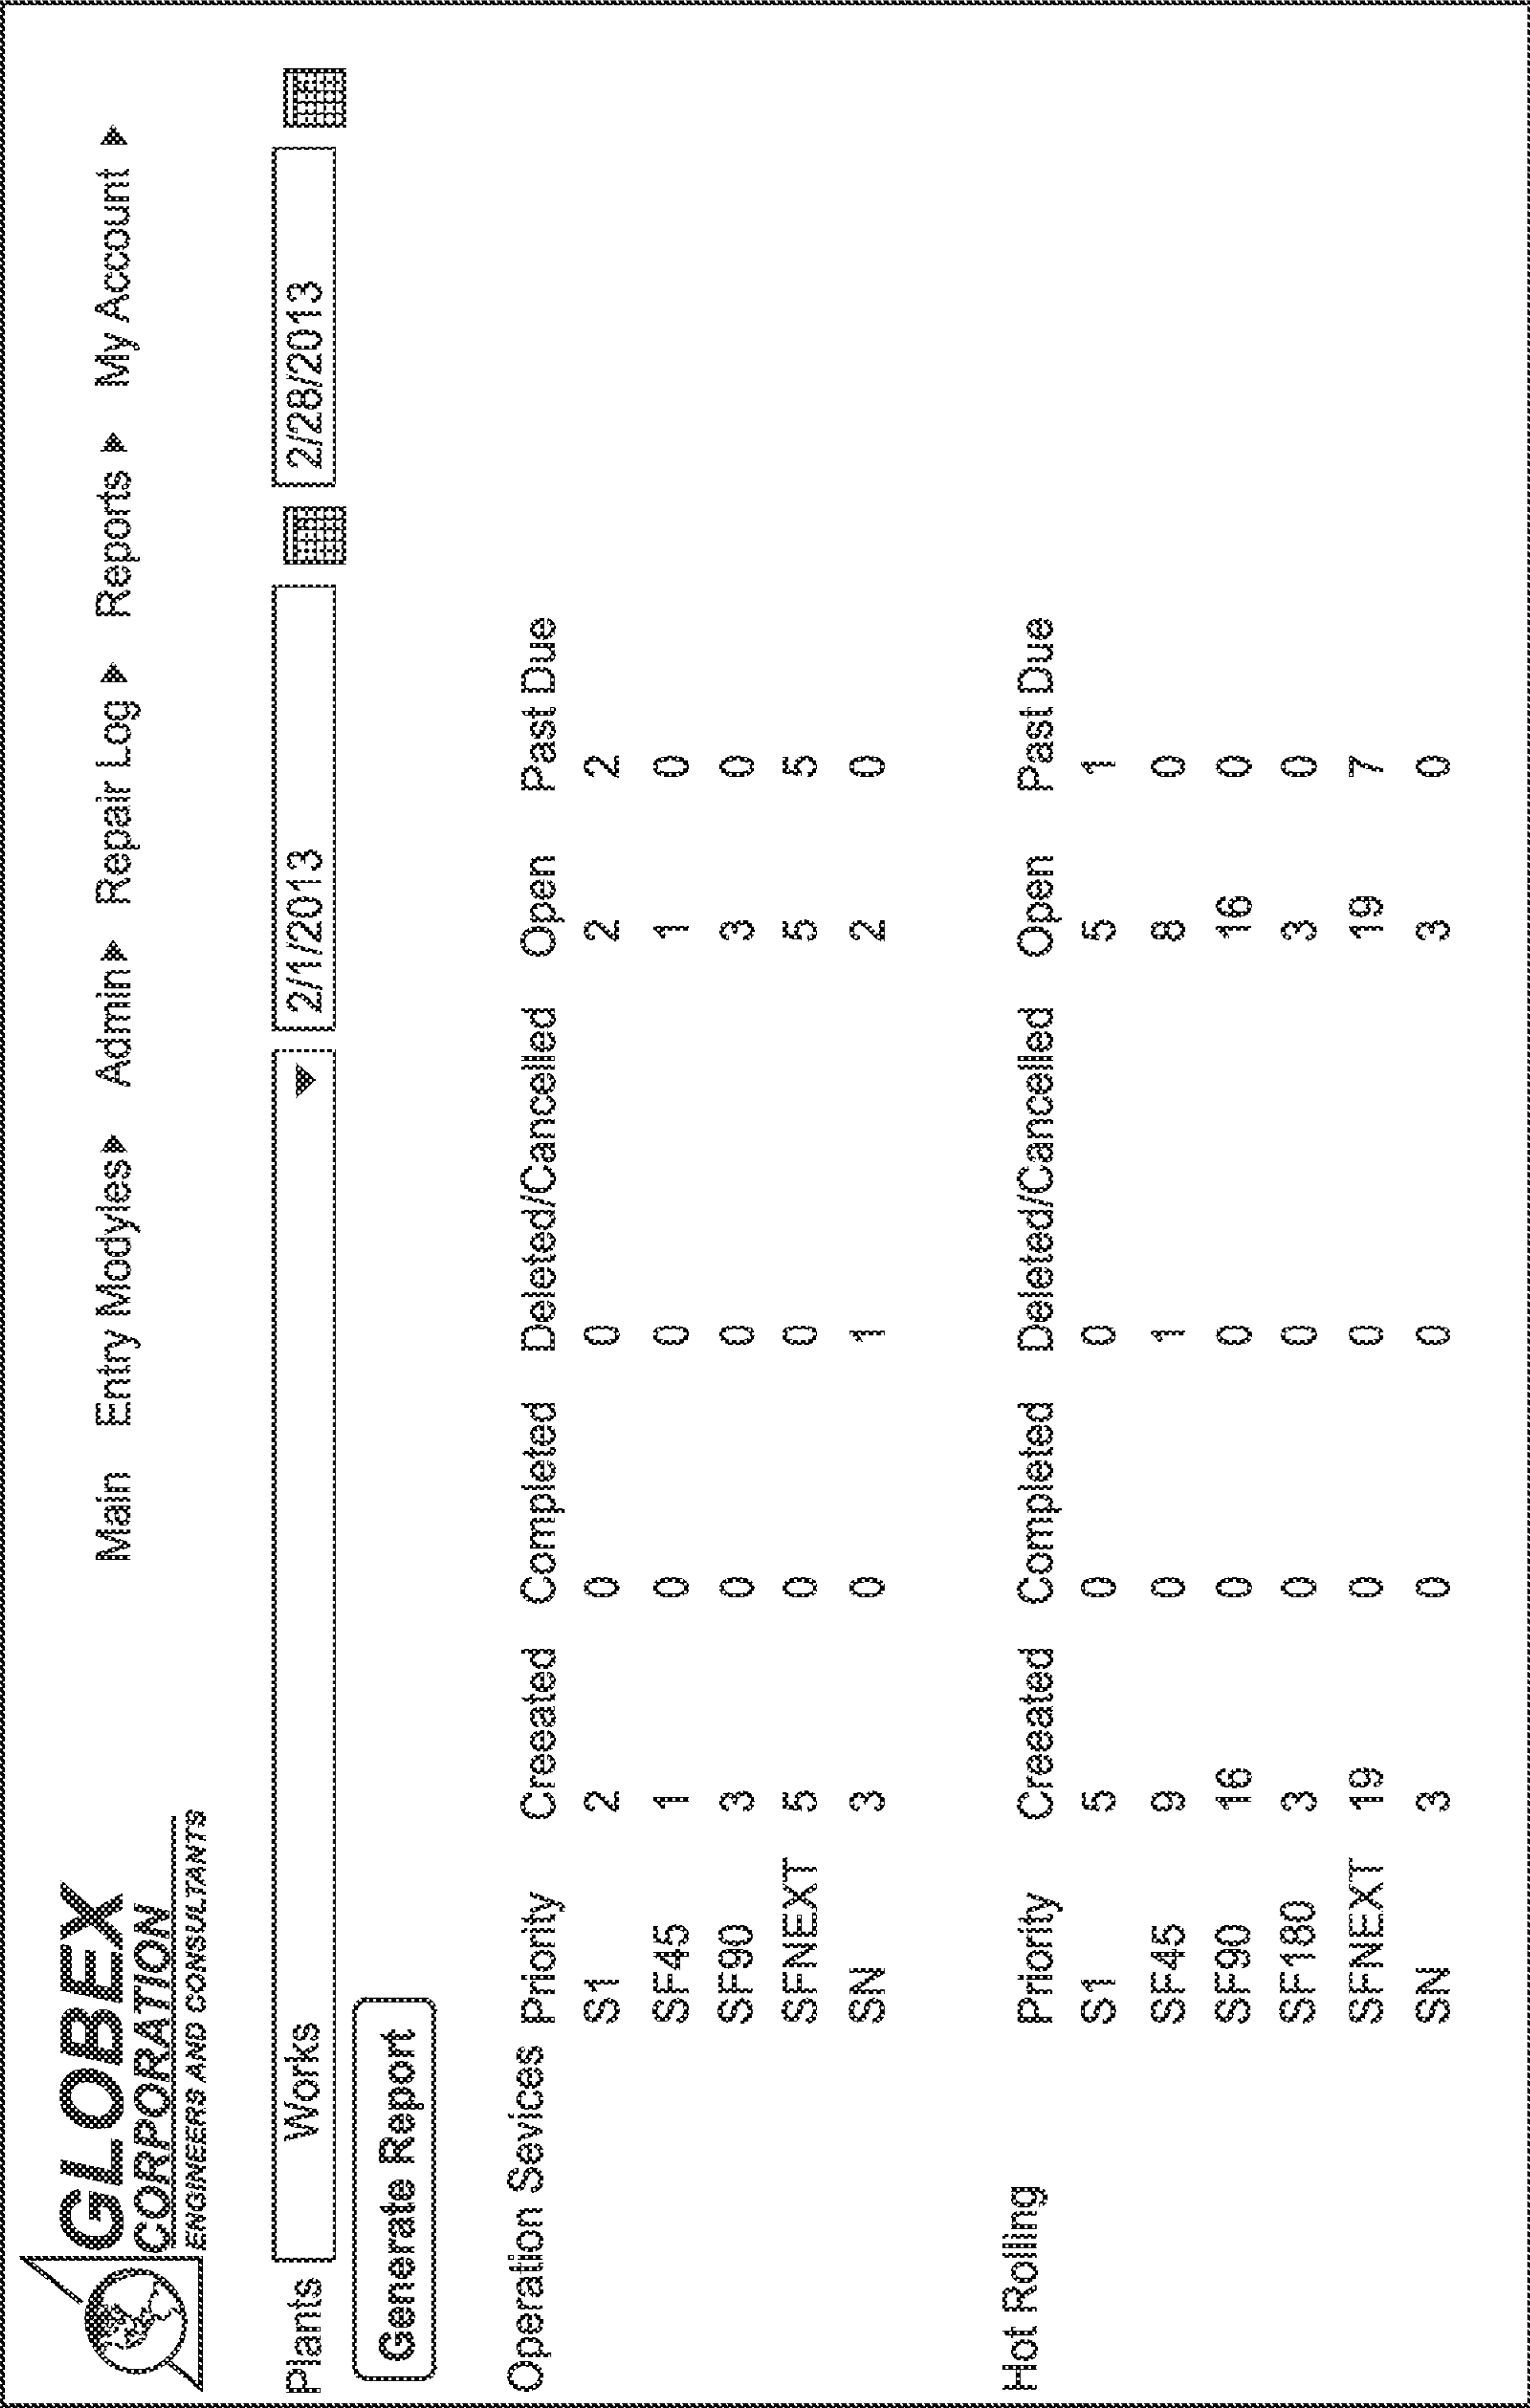 GLOBEX
CORPORATION
ENGINEERS AND CONSULTANTS
Main Entry Modyles Admin Repair Log Reports My Account
Plants Works 2/1/2013 2/28/2013
Generate Report
Operation Sevices Priority Creeated Completed Deleted/Cancelled Open Past Due
S1 2 0 0 2 2
SF45 1 0 0 1 0
SF90 3 0 0 3 0
SFNEXT 5 0 0 5 5
SN 3 0 1 2 0
Hot Rolling Priority Creeated Completed Deleted/Cancelled Open Past Due
S1 5 0 0 5 1
SF45 9 0 1 8 0
SF90 16 0 0 16 0
SF180 3 0 0 3 0
SFNEXT 19 0 0 19 7
SN 3 0 0 3 0